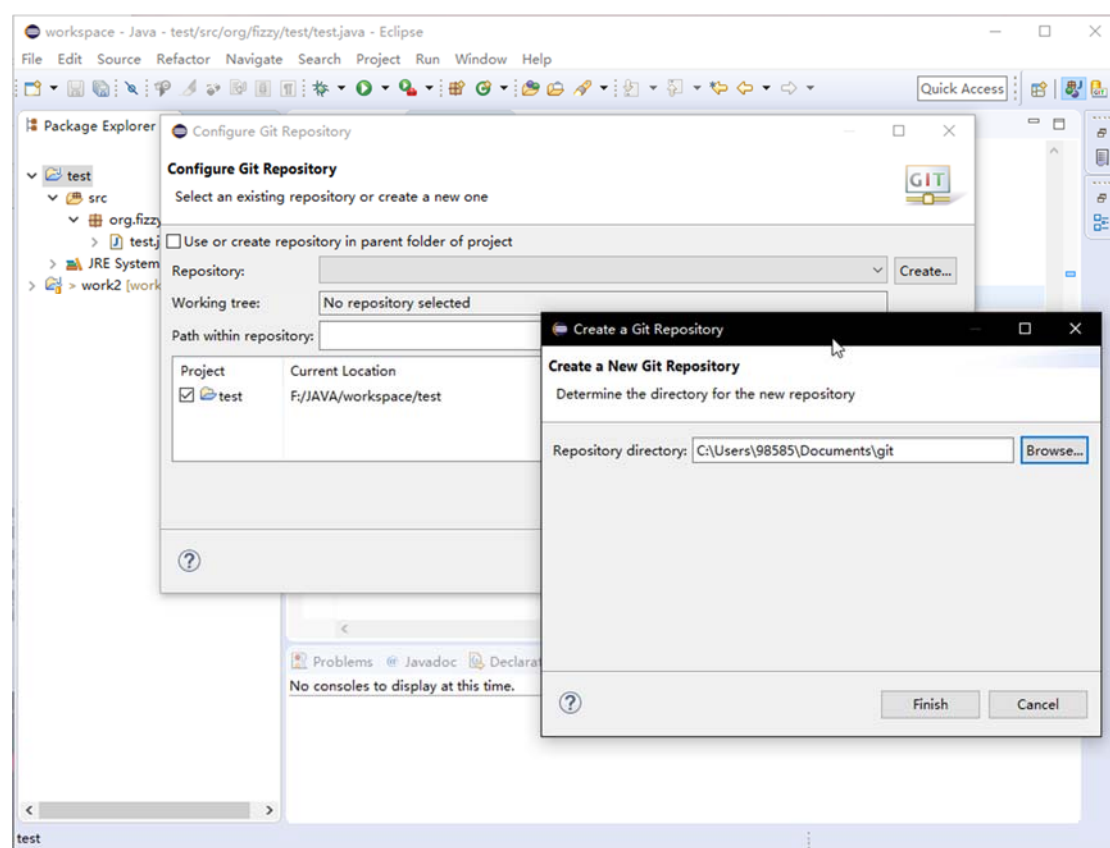 workspace - Java - test/src/org/fizzy/test/test.java - Eclipse
File Edit Source Refactor Navigate Search Project Run Window Help
Quick Access
Package Explorer
test
src
org.fizzy
test.j
JRE System
> work2 [work
Configure Git Repository
Configure Git Repository
Select an existing repository or create a new one
GIT
Use or create repository in parent folder of project
Repository:
Create...
Working tree: No repository selected
Path within repository:
Project Current Location
test F:/JAVA/workspace/test
Create a Git Repository
Create a New Git Repository
Determine the directory for the new repository
Repository directory: C:\Users\98585\Documents\git Browse...
Finish Cancel
Problems @ Javadoc Declarat
No consoles to display at this time.
test